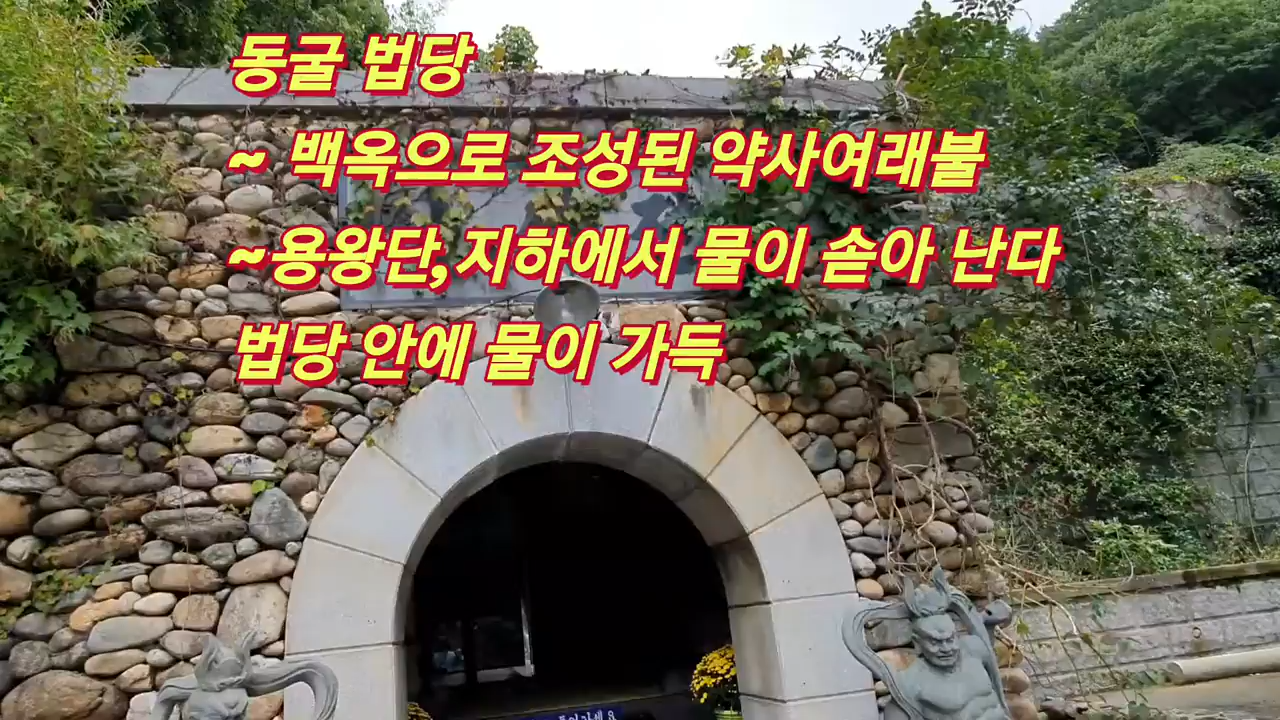 동굴 법당
~ 백옥으로 조성된 약사여래불
~용왕단,지하에서 물이 솓아 난다
법당 안에 물이 가득